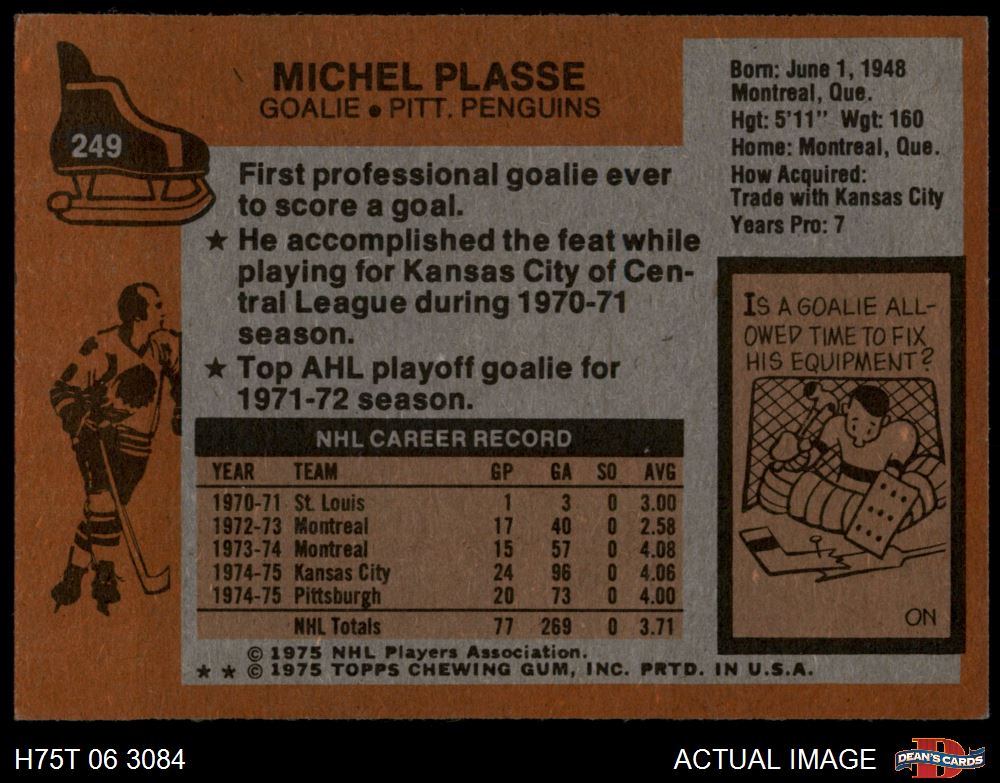 249
MICHEL PLASSE
GOALIE • PITT. PENGUINS
First professional goalie ever
to score a goal.
★ He accomplished the feat while
playing for Kansas City of Cen-
tral League during 1970-71
season.
★ Top AHL playoff goalie for
1971-72 season.
Born: June 1, 1948
Montreal, Que.
Hgt: 5'11" Wgt: 160
Home: Montreal, Que.
How Acquired:
Trade with Kansas City
Years Pro: 7
IS A GOALIE ALL-
OWED TIME TO FIX
HIS EQUIPMENT?
ON
NHL CAREER RECORD
YEAR TEAM GP GA SO AVG
1970-71 St. Louis 1 3 0 3.00
1972-73 Montreal 17 40 0 2.58
1973-74 Montreal 15 57 0 4.08
1974-75 Kansas City 24 96 0 4.06
1974-75 Pittsburgh 20 73 0 4.00
NHL Totals 77 269 0 3.71
© 1975 NHL Players Association.
★ ★ © 1975 TOPPS CHEWING GUM, INC. PRTD. IN U.S.A.
H75T 06 3084
ACTUAL IMAGE
D
DEAN'S CARDS